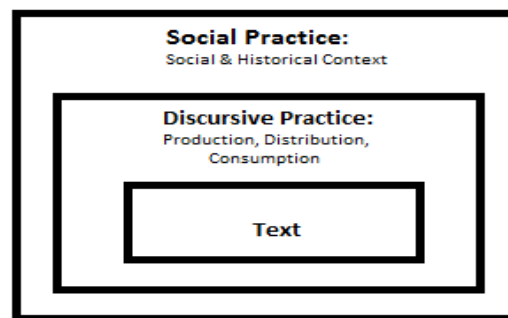 Social Practice:
Social & Historical Context
Discursive Practice:
Production, Distribution,
Consumption
Text